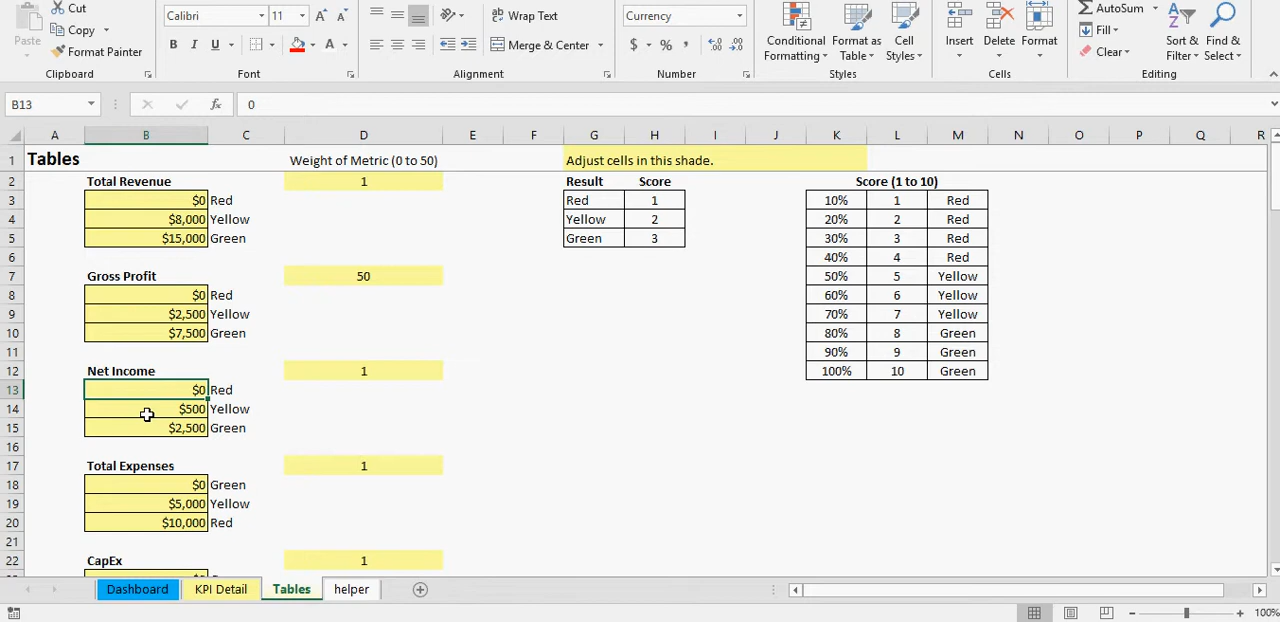 Cut
Calibri 11 Wrap Text Currency
Paste Copy Conditional Format as Cell Insert Delete Format AutoSum
Format Painter B I U Merge & Center $ % , Formatting Table Styles Fill Sort & Find &
Clear Filter Select
Clipboard Font Alignment Number Styles Cells Editing
B13 fx 0
A B C D E F G H I J K L M N O P Q R
1 Tables Weight of Metric (0 to 50) Adjust cells in this shade.
2 Total Revenue 1 Result Score Score (1 to 10)
3 $0 Red Red 1 10% 1 Red
4 $8,000 Yellow Yellow 2 20% 2 Red
5 $15,000 Green Green 3 30% 3 Red
6 40% 4 Red
7 Gross Profit 50 50% 5 Yellow
8 $0 Red 60% 6 Yellow
9 $2,500 Yellow 70% 7 Yellow
10 $7,500 Green 80% 8 Green
11 90% 9 Green
12 Net Income 1 100% 10 Green
13 $0 Red
14 $500 Yellow
15 $2,500 Green
16
17 Total Expenses 1
18 $0 Green
19 $5,000 Yellow
20 $10,000 Red
21
22 CapEx 1
Dashboard KPI Detail Tables helper
100%